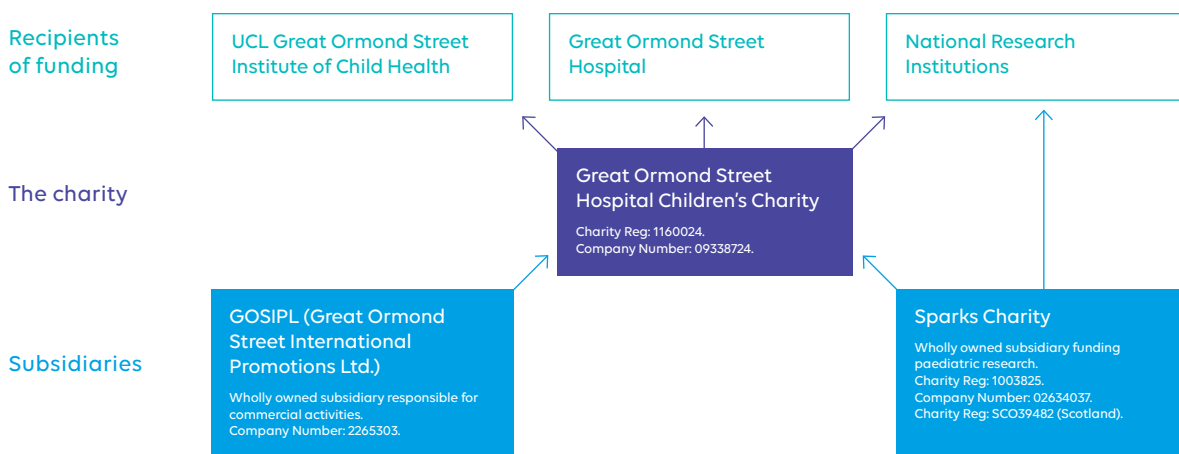 Recipients
of funding
UCL Great Ormond Street
Institute of Child Health
Great Ormond Street
Hospital
National Research
Institutions
The charity
Great Ormond Street
Hospital Children’s Charity
Charity Reg: 1160024.
Company Number: 09338724.
Subsidiaries
GOSIPL (Great Ormond
Street International
Promotions Ltd.)
Wholly owned subsidiary responsible for
commercial activities.
Company Number: 2265303.
Sparks Charity
Wholly owned subsidiary funding
paediatric research.
Charity Reg: 1003825.
Company Number: 02634037.
Charity Reg: SCO39482 (Scotland).